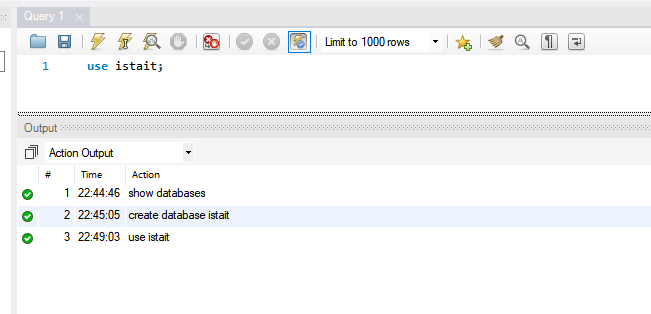 Query 1
Limit to 1000 rows
1 use istait;
Output
Action Output
# Time Action
1 22:44:46 show databases
2 22:45:05 create database istait
3 22:49:03 use istait